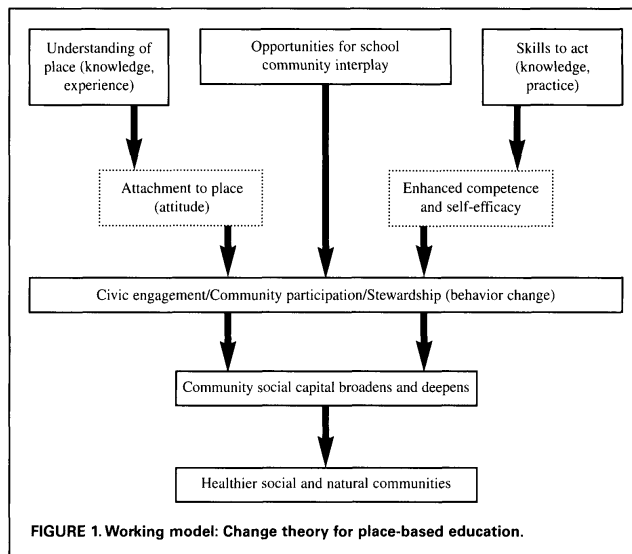 Understanding of
place (knowledge,
experience)
Opportunities for school
community interplay
Skills to act
(knowledge,
practice)
Attachment to place
(attitude)
Enhanced competence
and self-efficacy
Civic engagement/Community participation/Stewardship (behavior change)
Community social capital broadens and deepens
Healthier social and natural communities
FIGURE 1. Working model: Change theory for place-based education.